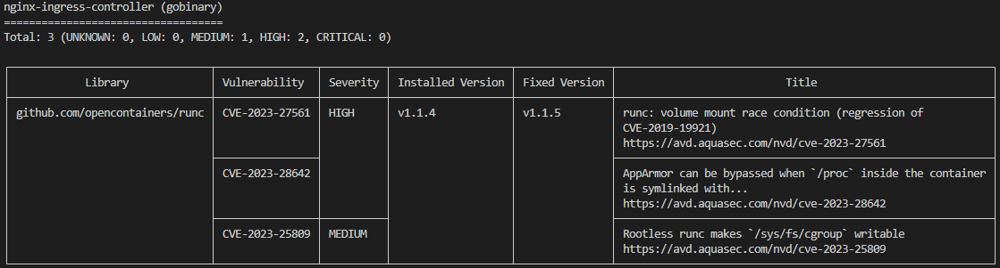 nginx-ingress-controller (gobinary)
===================================
Total: 3 (UNKNOWN: 0, LOW: 0, MEDIUM: 1, HIGH: 2, CRITICAL: 0)
Library Vulnerability Severity Installed Version Fixed Version Title
github.com/opencontainers/runc CVE-2023-27561 HIGH v1.1.4 v1.1.5 runc: volume mount race condition (regression of
CVE-2019-19921)
https://avd.aquasec.com/nvd/cve-2023-27561
CVE-2023-28642 AppArmor can be bypassed when `/proc` inside the container
is symlinked with...
https://avd.aquasec.com/nvd/cve-2023-28642
CVE-2023-25809 MEDIUM Rootless runc makes `/sys/fs/cgroup` writable
https://avd.aquasec.com/nvd/cve-2023-25809